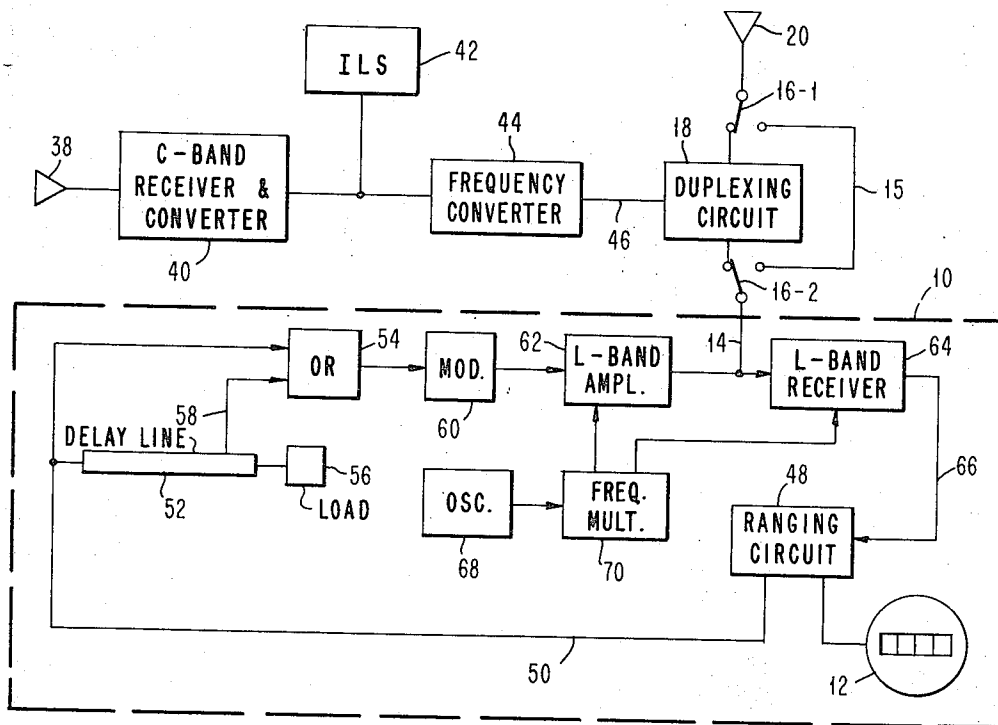 20
ILS
42
16-1
38
C-BAND
RECEIVER &
CONVERTER
40
44
FREQUENCY
CONVERTER
46
18
DUPLEXING
CIRCUIT
15
16-2
10
14
OR
54
MOD.
60
62
L-BAND
AMPL.
L-BAND
RECEIVER
64
58
DELAY LINE
52
56
LOAD
OSC.
68
FREQ.
MULT.
70
48
RANGING
CIRCUIT
66
50
12